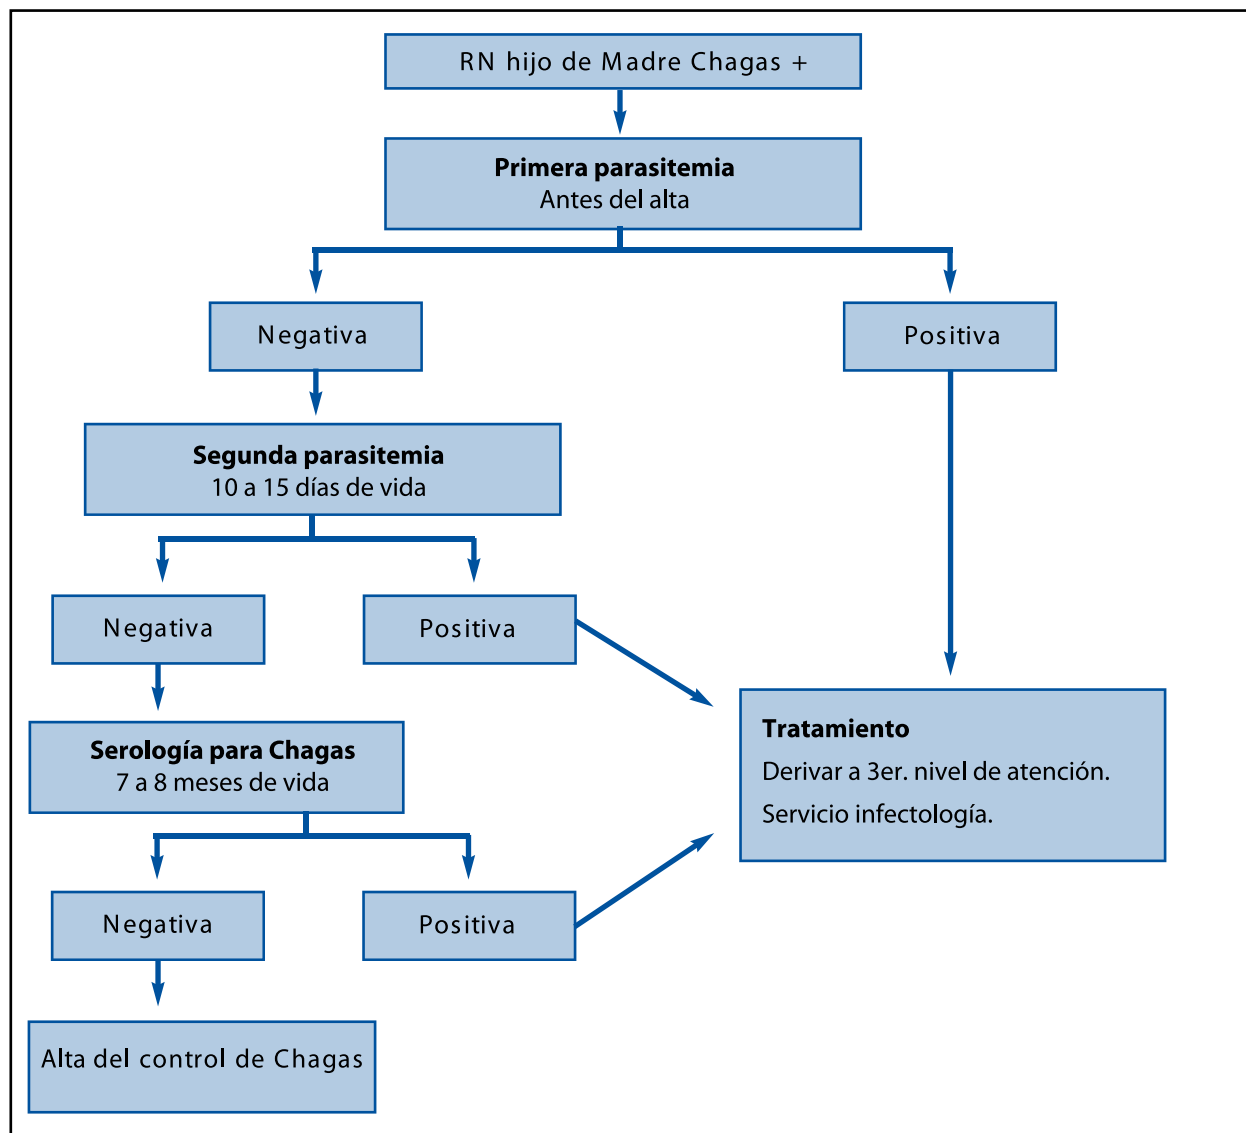 RN hijo de Madre Chagas +
Primera parasitemia
Antes del alta
Negativa
Positiva
Segunda parasitemia
10 a 15 días de vida
Negativa
Positiva
Serología para Chagas
7 a 8 meses de vida
Tratamiento
Derivar a 3er. nivel de atención.
Servicio infectología.
Negativa
Positiva
Alta del control de Chagas